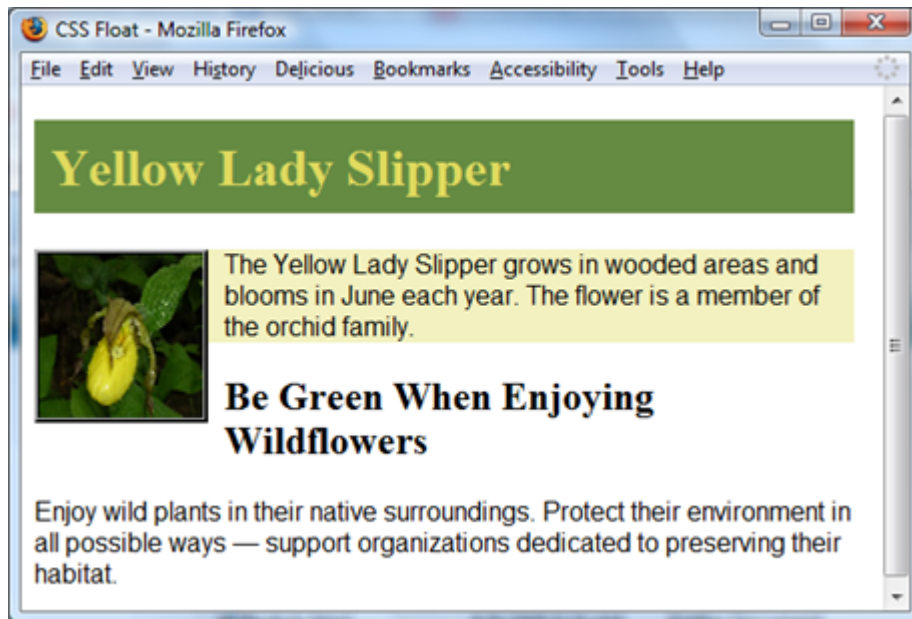 CSS Float - Mozilla Firefox
File Edit View History Delicious Bookmarks Accessibility Tools Help
Yellow Lady Slipper
The Yellow Lady Slipper grows in wooded areas and
blooms in June each year. The flower is a member of
the orchid family.
Be Green When Enjoying
Wildflowers
Enjoy wild plants in their native surroundings. Protect their environment in
all possible ways — support organizations dedicated to preserving their
habitat.